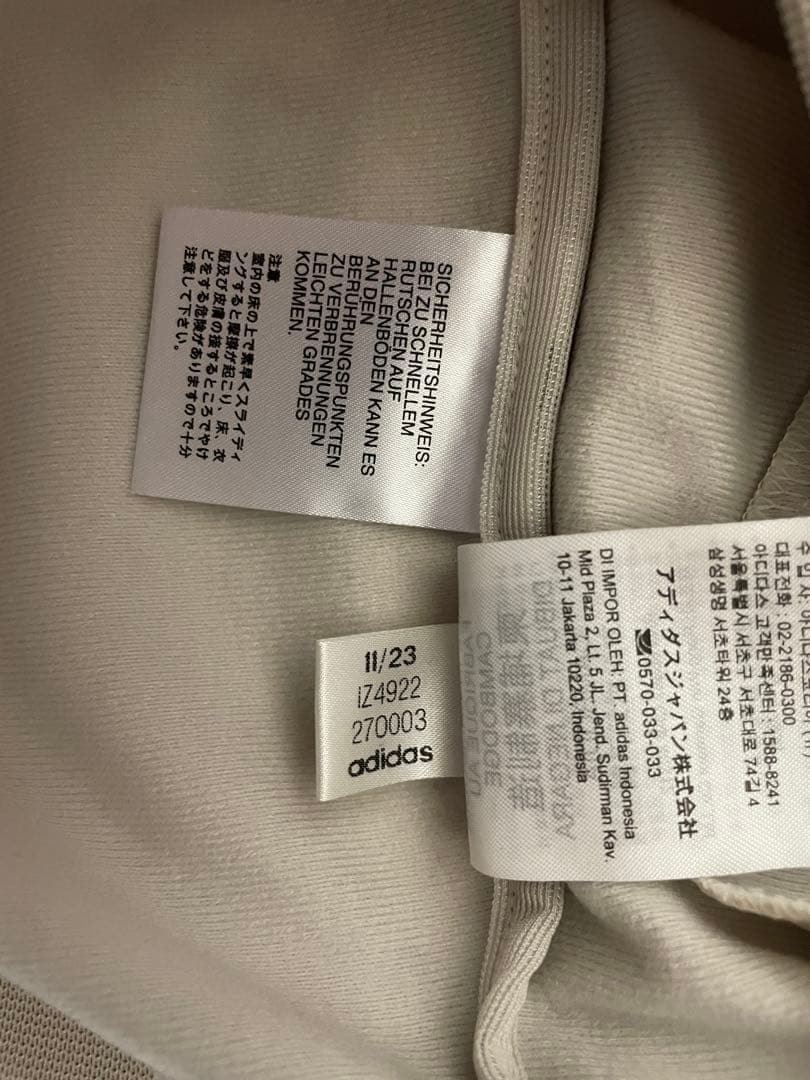 SICHERHEITSHINWEIS:
BEI ZU SCHNELLEM
RUTSCHEN AUF
HALLENBÖDEN KANN ES
AN DEN
BERÜHRUNGSPUNKTEN
ZU VERBRENNUNGEN
LEICHTEN GRADES
KOMMEN.
注意
室内の床の上で素早くスライディ
ングすると摩擦が起こり、床、衣
服及び皮膚の接するところでやけ
どをする危険がありますので十分
注意して下さい。
11/23
IZ4922
270003
adidas
대표전화 : 02-2186-0300
아디다스 고객만족센터 : 1588-8241
서울특별시 서초구 서초대로 74길 4
삼성생명 서초타워 24층
アディダスジャパン株式会社
0570-033-033
DI IMPOR OLEH: PT. adidas Indonesia
Mid Plaza 2, Lt. 5 JL. Jend. Sudirman Kav.
10-11 Jakarta 10220, Indonesia